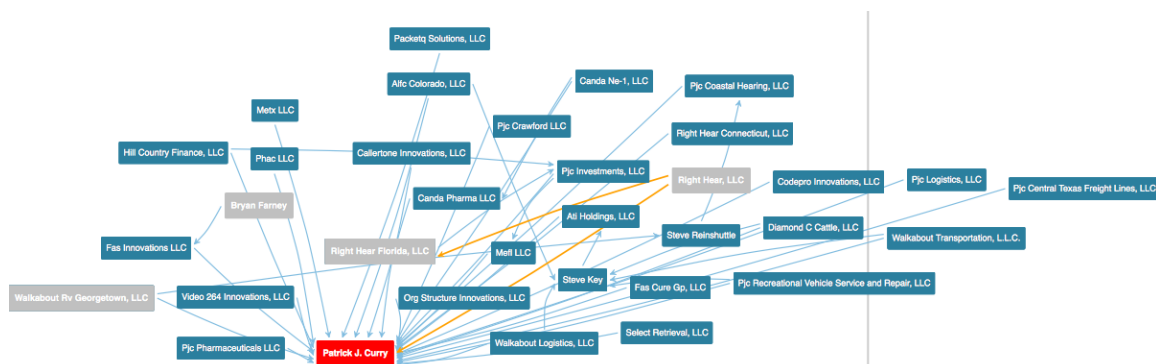 Packetq Solutions, LLC
Alfc Colorado, LLC
Canda Ne-1, LLC
Pjc Coastal Hearing, LLC
Metx LLC
Pjc Crawford LLC
Right Hear Connecticut, LLC
Hill Country Finance, LLC
Phac LLC
Callertone Innovations, LLC
Pjc Investments, LLC
Right Hear, LLC
Codepro Innovations, LLC
Pjc Logistics, LLC
Pjc Central Texas Freight Lines, LLC
Bryan Farney
Canda Pharma LLC
Ati Holdings, LLC
Fas Innovations LLC
Right Hear Florida, LLC
Mefl LLC
Steve Reinshuttle
Diamond C Cattle, LLC
Walkabout Transportation, L.L.C.
Walkabout Rv Georgetown, LLC
Video 264 Innovations, LLC
Org Structure Innovations, LLC
Steve Key
Fas Cure Gp, LLC
Pjc Recreational Vehicle Service and Repair, LLC
Pjc Pharmaceuticals LLC
Patrick J. Curry
Walkabout Logistics, LLC
Select Retrieval, LLC